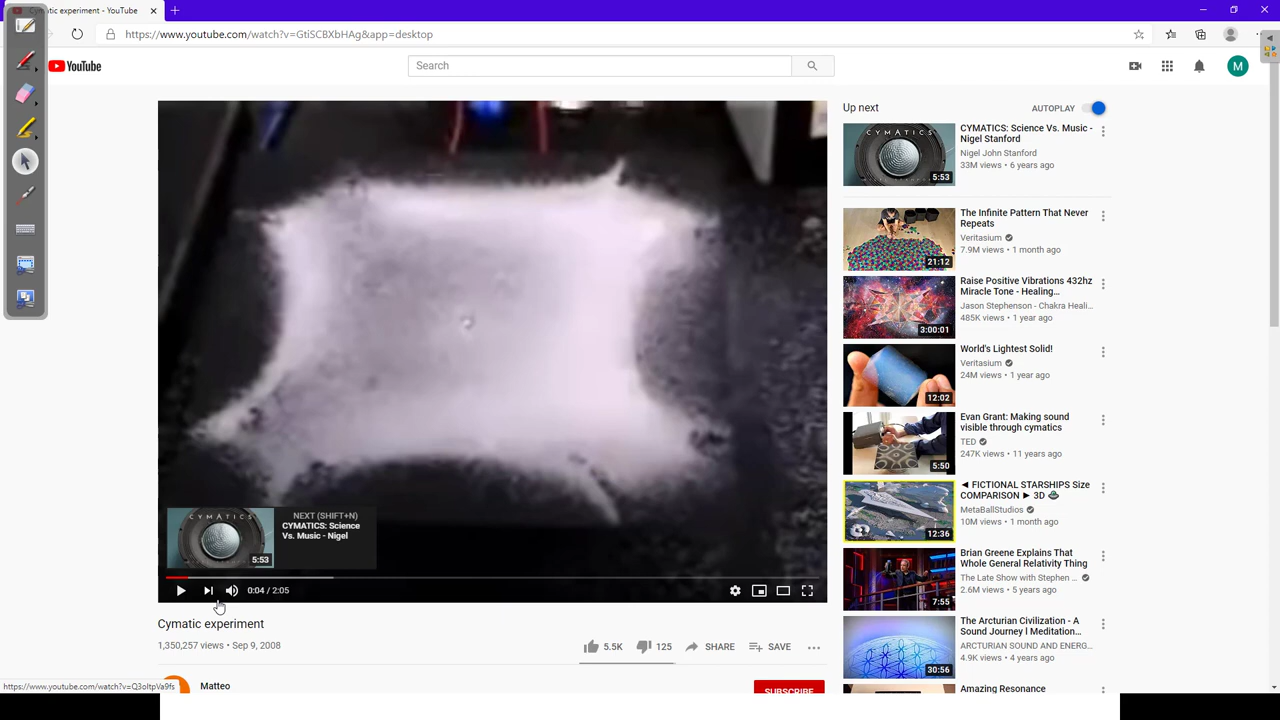 Cymatic experiment - YouTube
https://www.youtube.com/watch?v=GtiSCBXbHAg&app=desktop
YouTube
Search
M
Up next
AUTOPLAY
CYMATICS
5:53
CYMATICS: Science Vs. Music -
Nigel Stanford
Nigel John Stanford
33M views • 6 years ago
21:12
The Infinite Pattern That Never
Repeats
Veritasium
7.9M views • 1 month ago
3:00:01
Raise Positive Vibrations 432hz
Miracle Tone - Healing...
Jason Stephenson - Chakra Heali...
485K views • 1 year ago
12:02
World's Lightest Solid!
Veritasium
24M views • 1 year ago
5:50
Evan Grant: Making sound
visible through cymatics
TED
247K views • 11 years ago
12:36
◄ FICTIONAL STARSHIPS Size
COMPARISON ► 3D 🛸
MetaBallStudios
10M views • 1 month ago
7:55
Brian Greene Explains That
Whole General Relativity Thing
The Late Show with Stephen ...
2.6M views • 5 years ago
30:56
The Arcturian Civilization - A
Sound Journey l Meditation...
ARCTURIAN SOUND AND ENERG...
4.9K views • 4 years ago
Amazing Resonance
CYMATICS
5:53
NEXT (SHIFT+N)
CYMATICS: Science
Vs. Music - Nigel
0:04 / 2:05
Cymatic experiment
1,350,257 views • Sep 9, 2008
5.5K
125
SHARE
SAVE
Matteo
SUBSCRIBE
https://www.youtube.com/watch?v=Q3oItpVa9fs